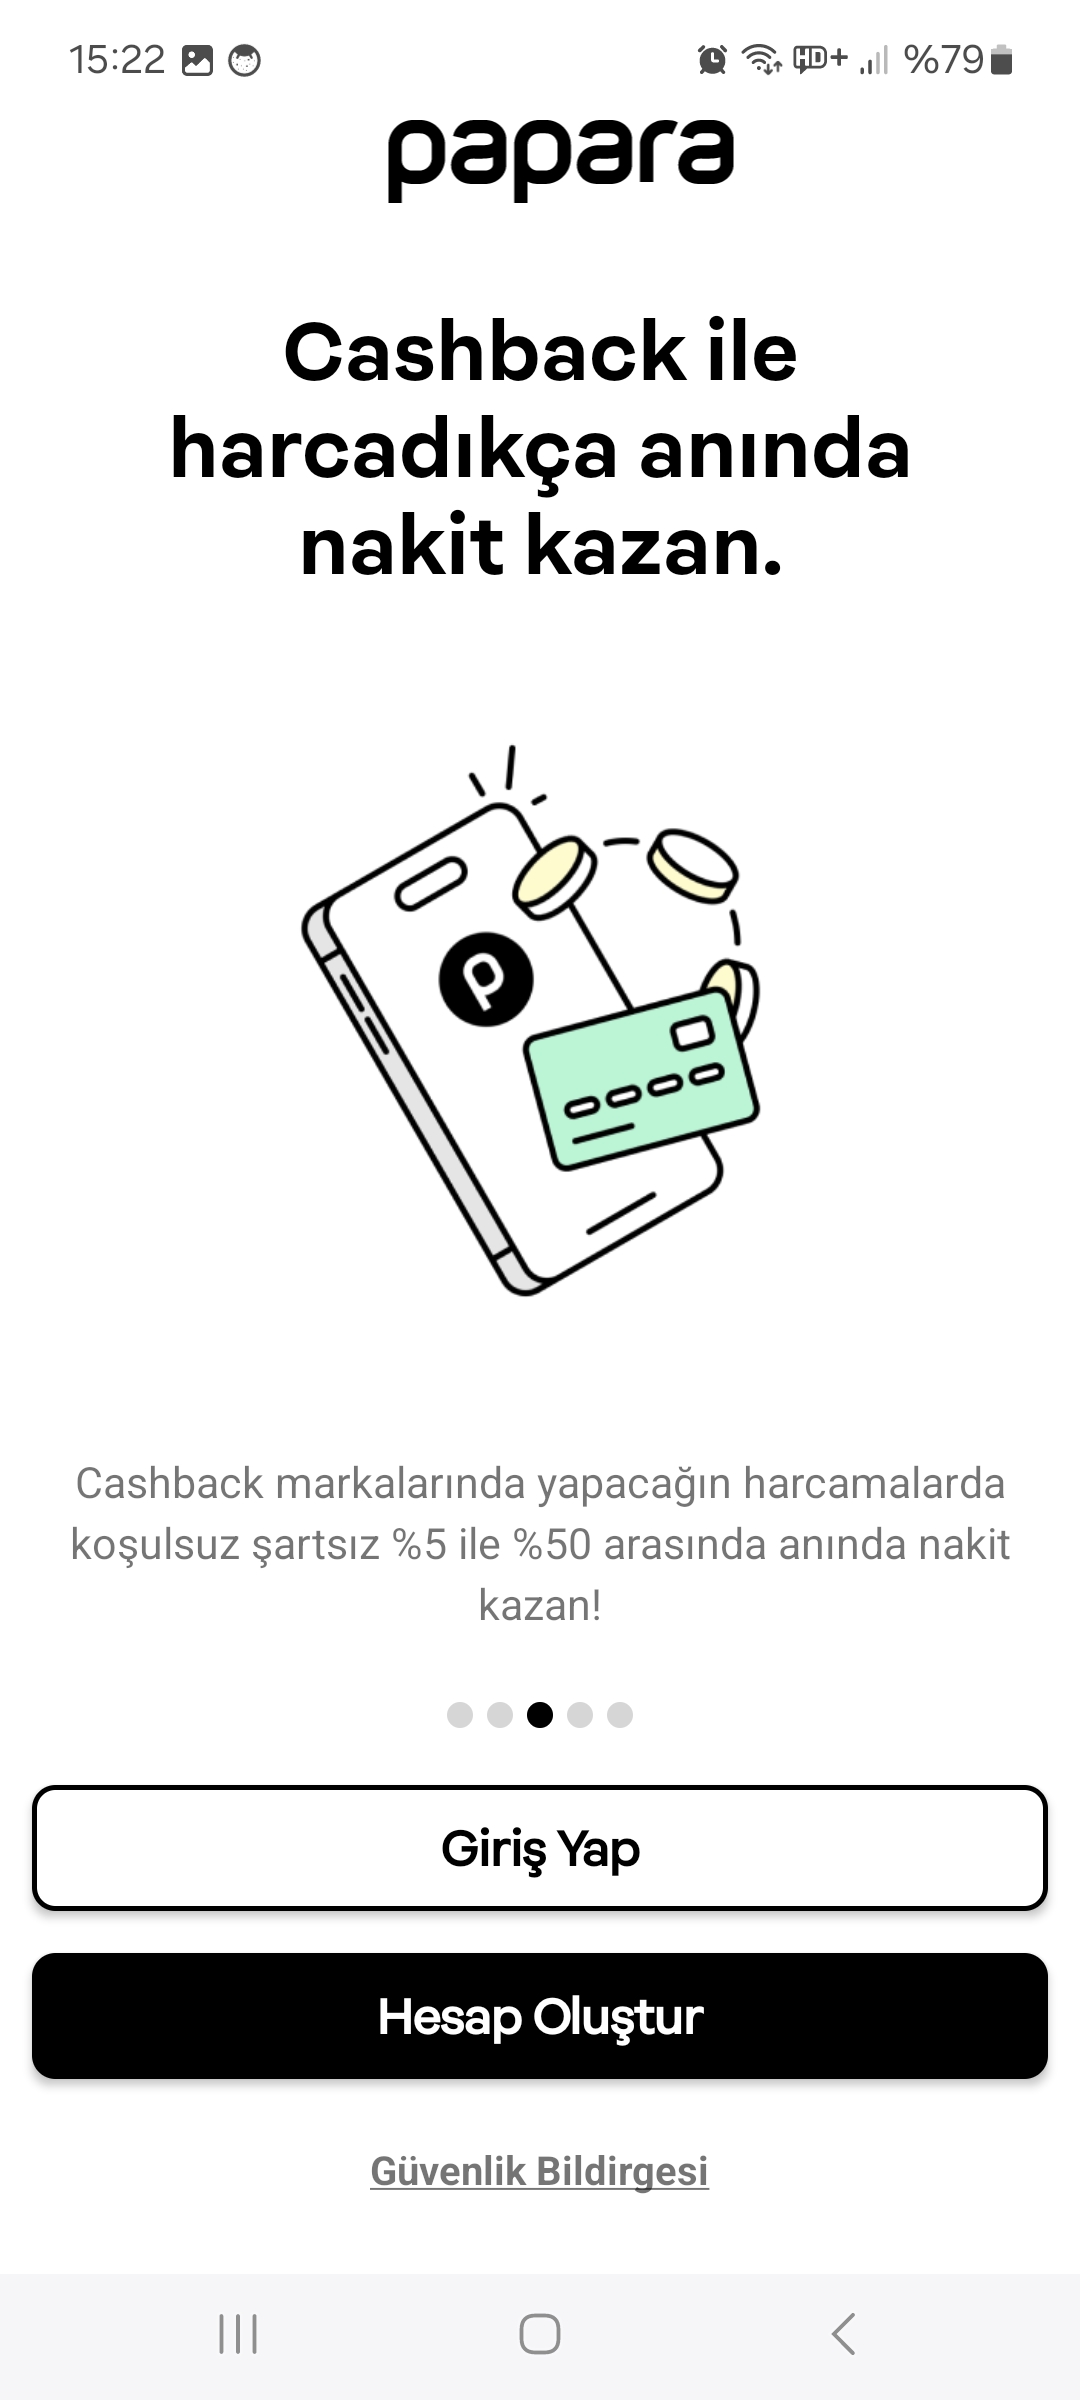 15:22 HD+ %79
papara
Cashback ile
harcadıkça anında
nakit kazan.
Cashback markalarında yapacağın harcamalarda
koşulsuz şartsız %5 ile %50 arasında anında nakit
kazan!
Giriş Yap
Hesap Oluştur
Güvenlik Bildirgesi